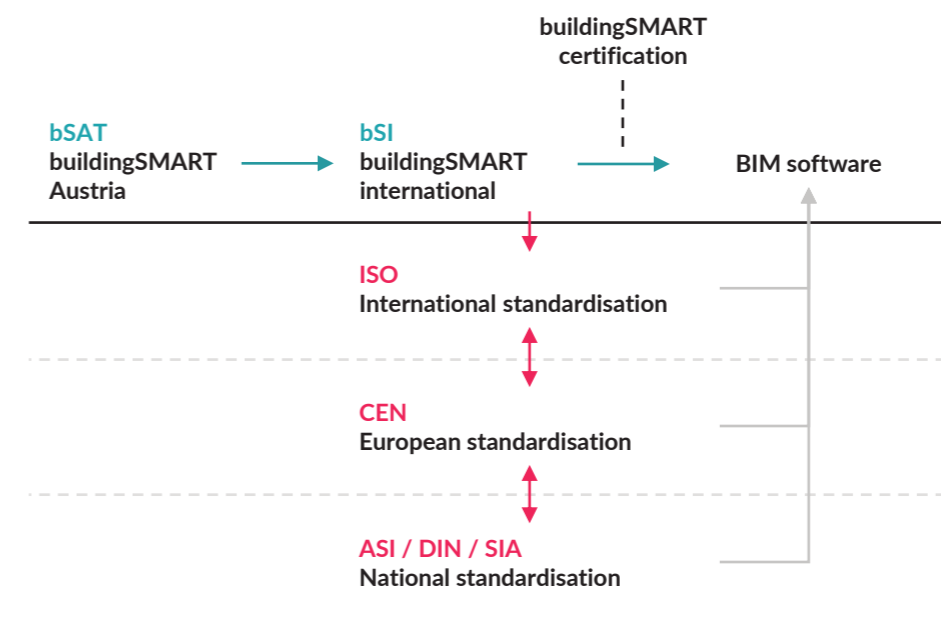 buildingSMART
certification
bSAT
buildingSMART
Austria
bSI
buildingSMART
international
BIM software
ISO
International standardisation
CEN
European standardisation
ASI / DIN / SIA
National standardisation